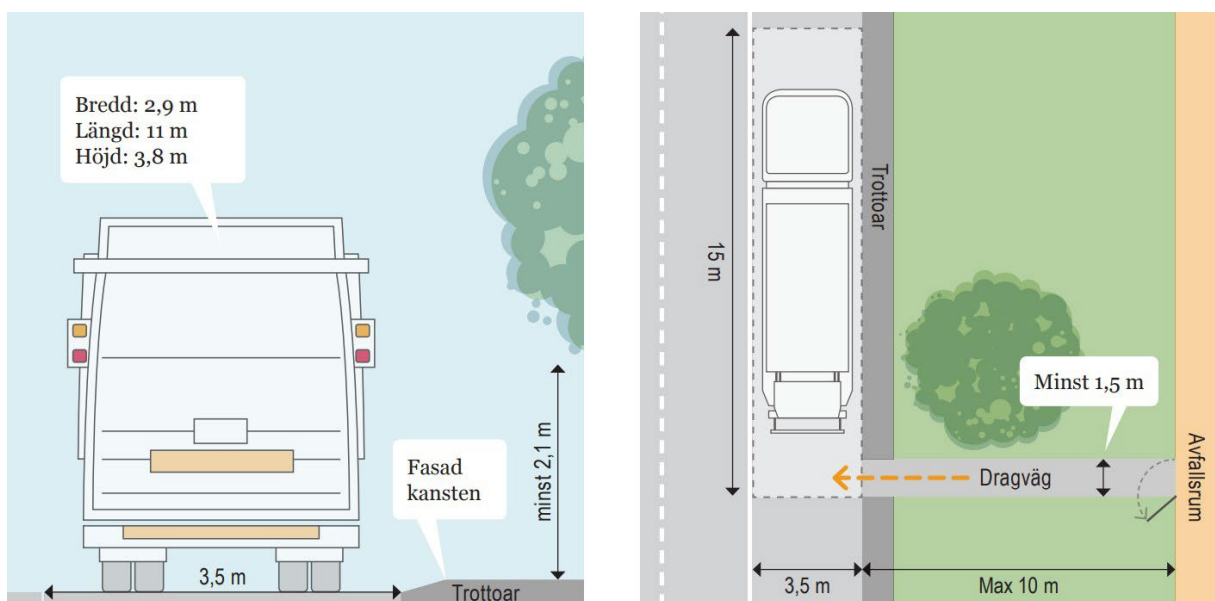 Bredd: 2,9 m
Längd: 11 m
Höjd: 3,8 m
Fasad
kansten
minst 2,1 m
3,5 m
Trottoar
15 m
Trottoar
Minst 1,5 m
Dragväg
Avfallsrum
3,5 m
Max 10 m